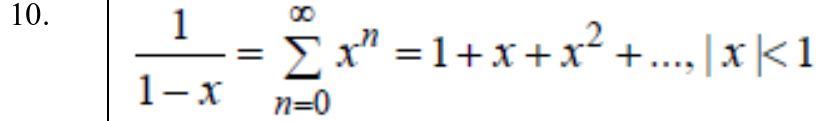 10. 1/(1 − x) = ∑_{n=0}^{∞} x^n = 1 + x + x^2 + ..., | x |< 1